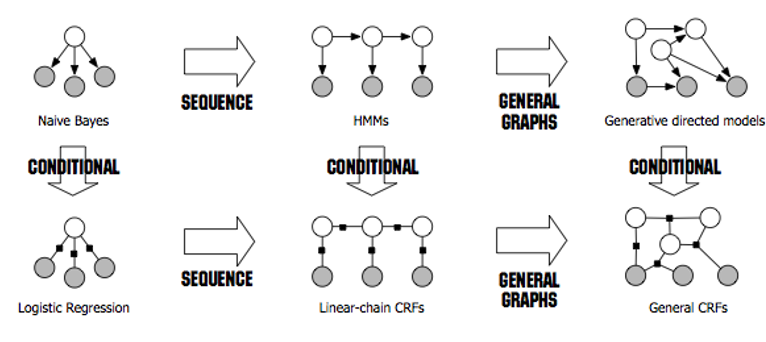 SEQUENCE
GENERAL
GRAPHS
Naive Bayes
HMMs
Generative directed models
CONDITIONAL
CONDITIONAL
CONDITIONAL
SEQUENCE
GENERAL
GRAPHS
Logistic Regression
Linear-chain CRFs
General CRFs